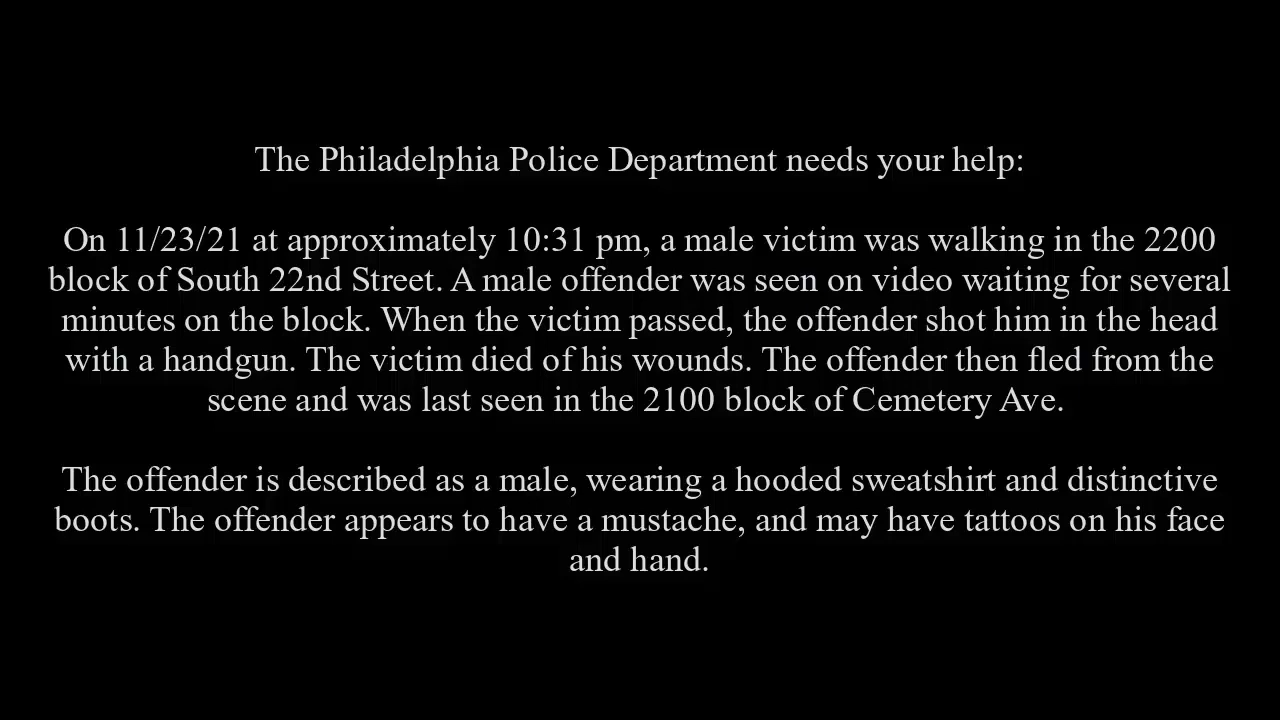 The Philadelphia Police Department needs your help:
On 11/23/21 at approximately 10:31 pm, a male victim was walking in the 2200
block of South 22nd Street. A male offender was seen on video waiting for several
minutes on the block. When the victim passed, the offender shot him in the head
with a handgun. The victim died of his wounds. The offender then fled from the
scene and was last seen in the 2100 block of Cemetery Ave.
The offender is described as a male, wearing a hooded sweatshirt and distinctive
boots. The offender appears to have a mustache, and may have tattoos on his face
and hand.